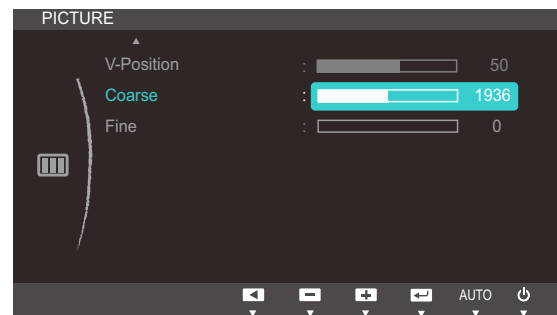 PICTURE
V-Position : 50
Coarse : 1936
Fine : 0
AUTO